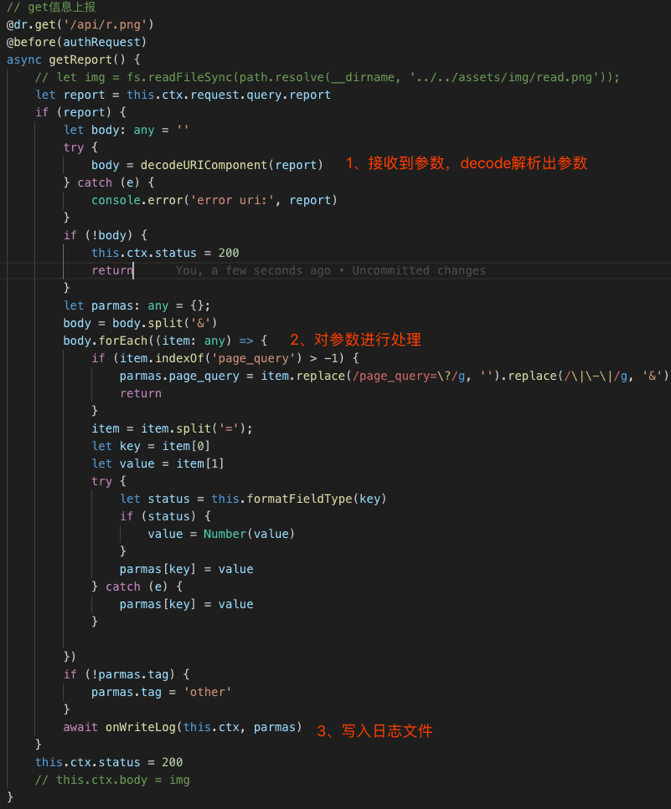 // get信息上报
@dr.get('/api/r.png')
@before(authRequest)
async getReport() {
    // let img = fs.readFileSync(path.resolve(__dirname, '../../assets/img/read.png'));
    let report = this.ctx.request.query.report
    if (report) {
        let body: any = ''
        try {
            body = decodeURIComponent(report) 1、接收到参数，decode解析出参数
        } catch (e) {
            console.error('error uri:', report)
        }
        if (!body) {
            this.ctx.status = 200
            return You, a few seconds ago • Uncommitted changes
        }
        let parmas: any = {};
        body = body.split('&')
        body.forEach((item: any) => { 2、对参数进行处理
            if (item.indexOf('page_query') > -1) {
                parmas.page_query = item.replace(/page_query=\?/g, '').replace(/\|\-\|/g, '&')
                return
            }
            item = item.split('=');
            let key = item[0]
            let value = item[1]
            try {
                let status = this.formatFieldType(key)
                if (status) {
                    value = Number(value)
                }
                parmas[key] = value
            } catch (e) {
                parmas[key] = value
            }
        })
        if (!parmas.tag) {
            parmas.tag = 'other'
        }
        await onWriteLog(this.ctx, parmas) 3、写入日志文件
    }
    this.ctx.status = 200
    // this.ctx.body = img
}